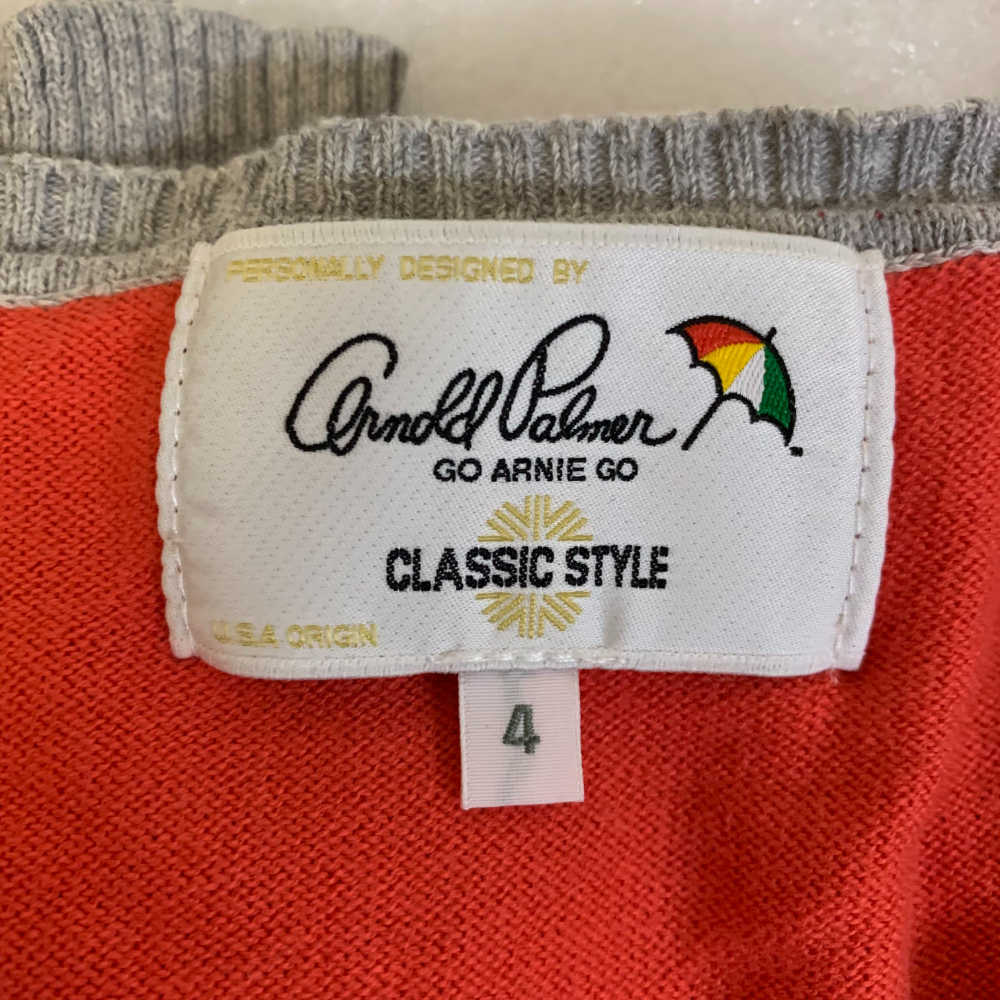 PERSONALLY DESIGNED BY
Arnold Palmer
GO ARNIE GO
CLASSIC STYLE
U.S.A ORIGIN
4